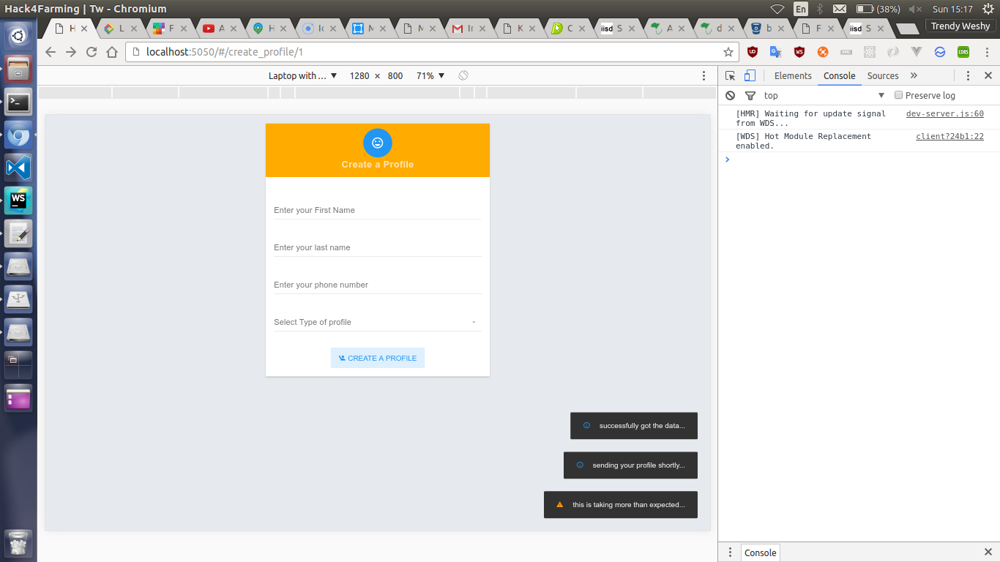 Hack4Farming | Tw - Chromium
En
(38%)
Sun 15:17
H
L
F
A
H
Ic
M
M
Ir
K
C
iisd S
A
d
b
F
iisd S
Trendy Weshy
localhost:5050/#/create_profile/1
Laptop with ... ▼ 1280 × 800 71% ▼
Elements Console Sources »
top ▼ Preserve log
[HMR] Waiting for update signal from WDS... dev-server.js:60
[WDS] Hot Module Replacement enabled. client?24b1:22
Create a Profile
Enter your First Name
Enter your last name
Enter your phone number
Select Type of profile
CREATE A PROFILE
successfully got the data...
sending your profile shortly...
this is taking more than expected...
WS
Console